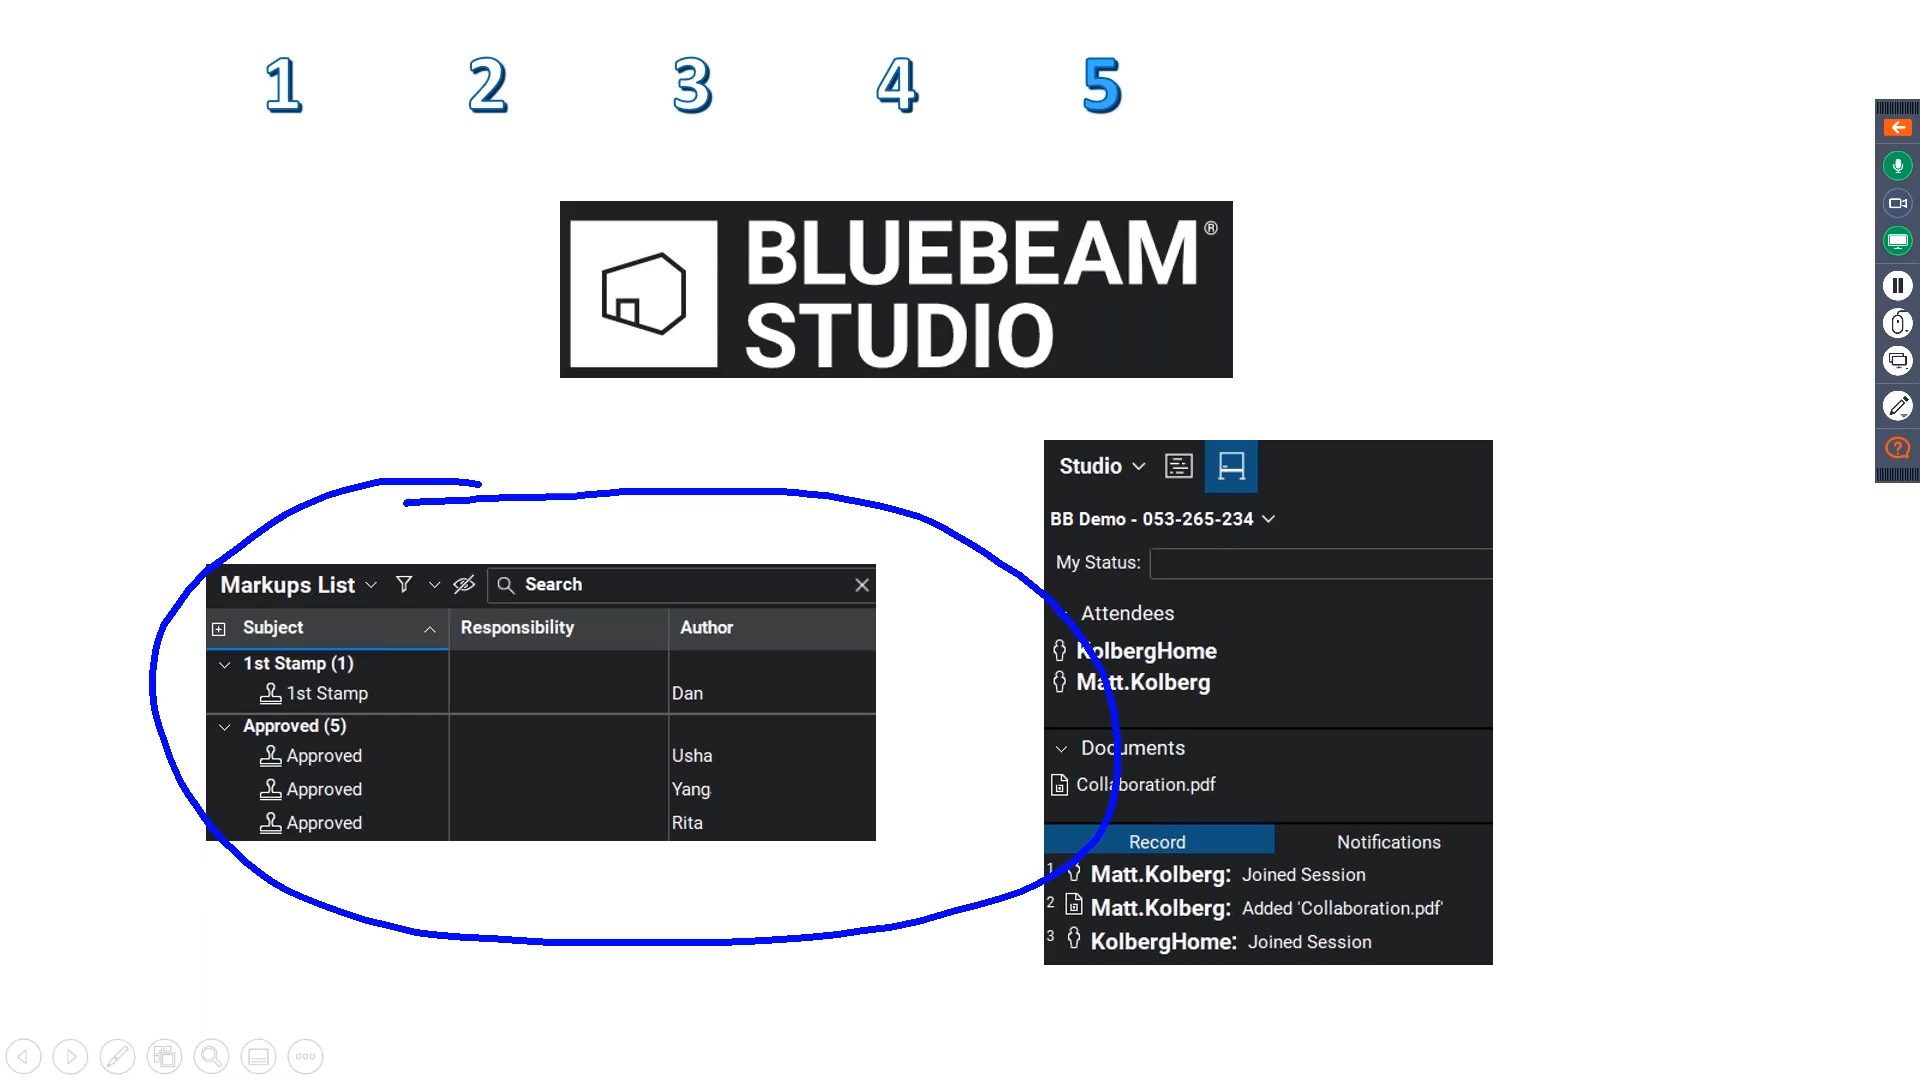 1 2 3 4 5
BLUEBEAM®
STUDIO
Markups List
Search
Subject Responsibility Author
1st Stamp (1)
1st Stamp Dan
Approved (5)
Approved Usha
Approved Yang
Approved Rita
Studio
BB Demo - 053-265-234
My Status:
Attendees
KolbergHome
Matt.Kolberg
Documents
Collaboration.pdf
Record Notifications
1 Matt.Kolberg: Joined Session
2 Matt.Kolberg: Added 'Collaboration.pdf'
3 KolbergHome: Joined Session